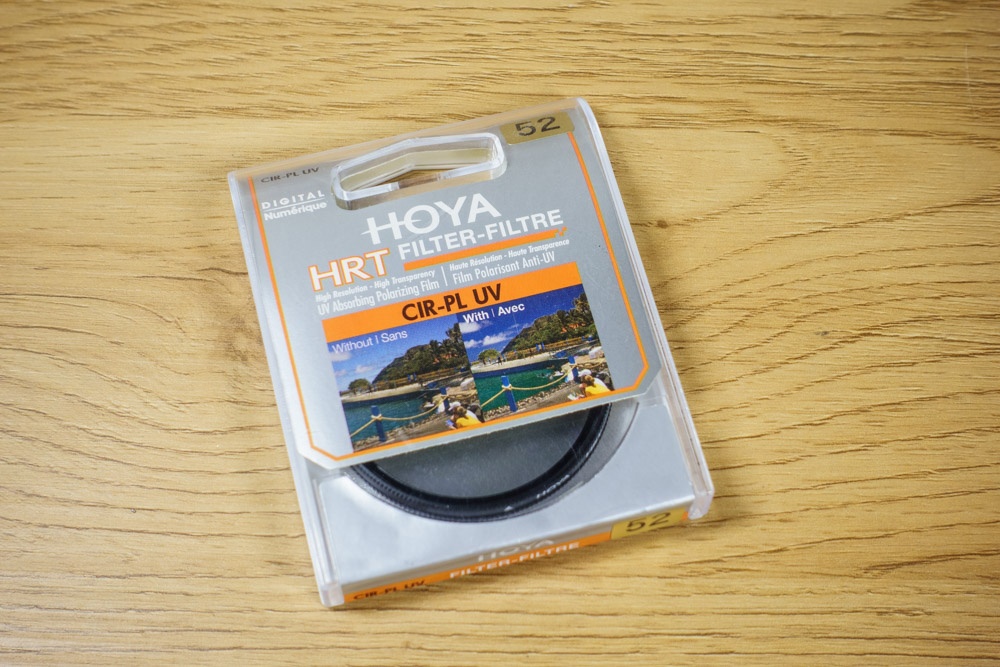 52
CIR-PL UV
DIGITAL
Numérique
HOYA
FILTER-FILTRE
HRT
High Resolution - High Transparency
UV Absorbing Polarizing Film
Haute Résolution - Haute Transparence
Film Polarisant Anti-UV
CIR-PL UV
Without | Sans
With | Avec
52
HOYA
FILTER-FILTRE
CIR-PL UV